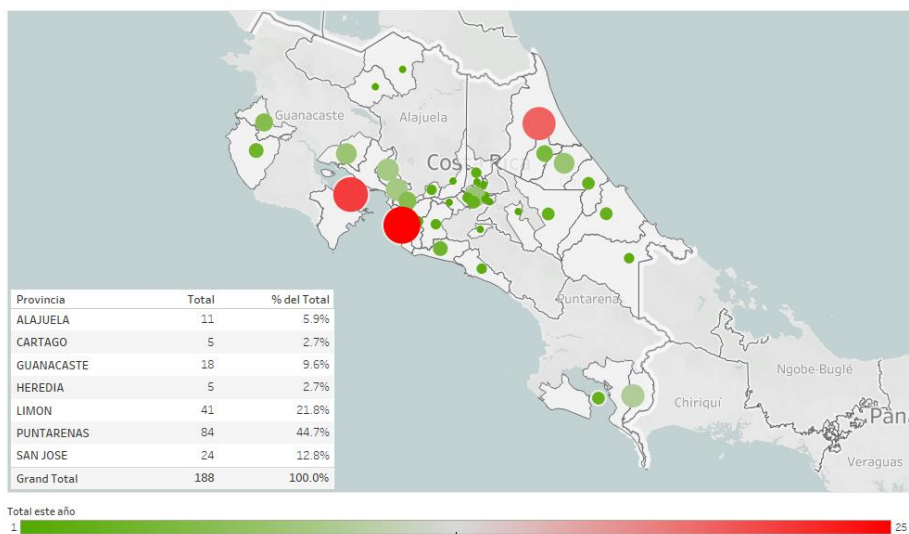 Guanacaste
Alajuela
Costa Rica
Puntarena
Ngobe-Buglé
Chiriquí
Pan
Veraguas
Provincia Total % del Total
ALAJUELA 11 5.9%
CARTAGO 5 2.7%
GUANACASTE 18 9.6%
HEREDIA 5 2.7%
LIMON 41 21.8%
PUNTARENAS 84 44.7%
SAN JOSE 24 12.8%
Grand Total 188 100.0%
Total este año
1 25